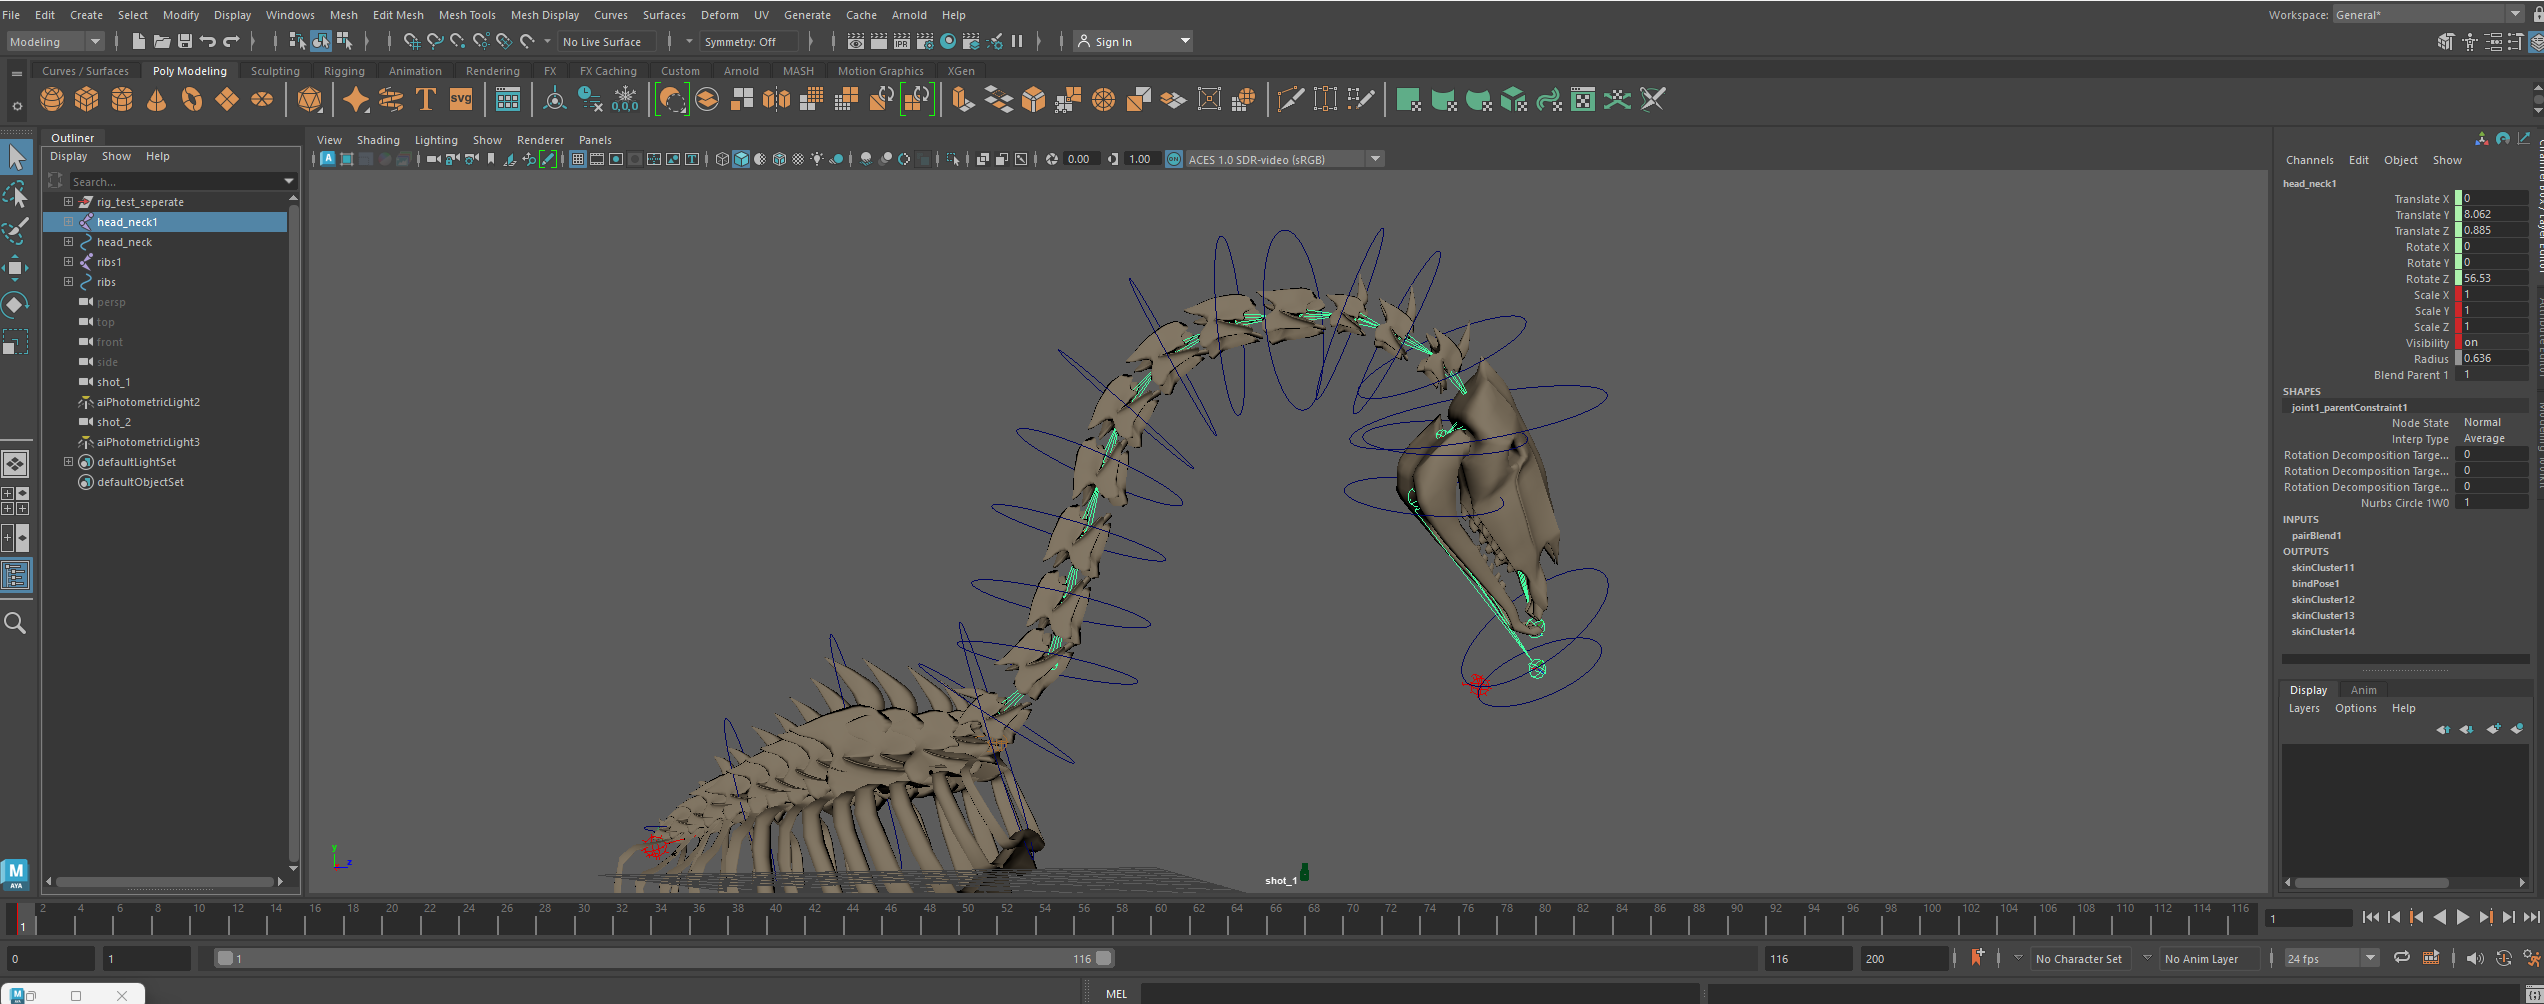 File Edit Create Select Modify Display Windows Mesh Edit Mesh Mesh Tools Mesh Display Curves Surfaces Deform UV Generate Cache Arnold Help
Workspace: General*
Modeling
No Live Surface
Symmetry: Off
Sign In
Curves / Surfaces Poly Modeling Sculpting Rigging Animation Rendering FX FX Caching Custom Arnold MASH Motion Graphics XGen
IPR
T
SVG
0,0,0
Outliner
Display Show Help
Search...
rig_test_seperate
head_neck1
head_neck
ribs1
ribs
persp
top
front
side
shot_1
aiPhotometricLight2
shot_2
aiPhotometricLight3
defaultLightSet
defaultObjectSet
View Shading Lighting Show Renderer Panels
0.00
1.00
ON
ACES 1.0 SDR-video (sRGB)
y
z
shot_1
Channels Edit Object Show
head_neck1
Translate X 0
Translate Y 8.062
Translate Z 0.885
Rotate X 0
Rotate Y 0
Rotate Z 56.53
Scale X 1
Scale Y 1
Scale Z 1
Visibility on
Radius 0.636
Blend Parent 1 1
SHAPES
joint1_parentConstraint1
Node State Normal
Interp Type Average
Rotation Decomposition Targe... 0
Rotation Decomposition Targe... 0
Rotation Decomposition Targe... 0
Nurbs Circle 1W0 1
INPUTS
pairBlend1
OUTPUTS
skinCluster11
bindPose1
skinCluster12
skinCluster13
skinCluster14
Display Anim
Layers Options Help
M
AYA
2 4 6 8 10 12 14 16 18 20 22 24 26 28 30 32 34 36 38 40 42 44 46 48 50 52 54 56 58 60 62 64 66 68 70 72 74 76 78 80 82 84 86 88 90 92 94 96 98 100 102 104 106 108 110 112 114 116
1
1
0
1
1
116
116
200
No Character Set
No Anim Layer
24 fps
MEL